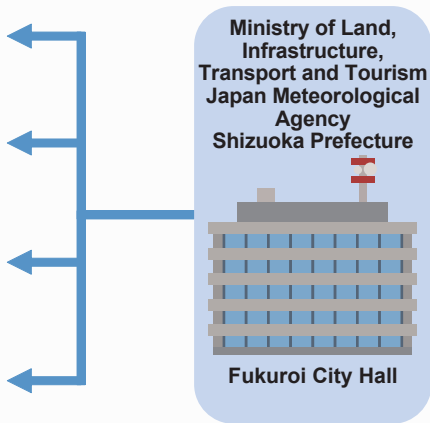 Ministry of Land,
Infrastructure,
Transport and Tourism
Japan Meteorological
Agency
Shizuoka Prefecture
Fukuroi City Hall